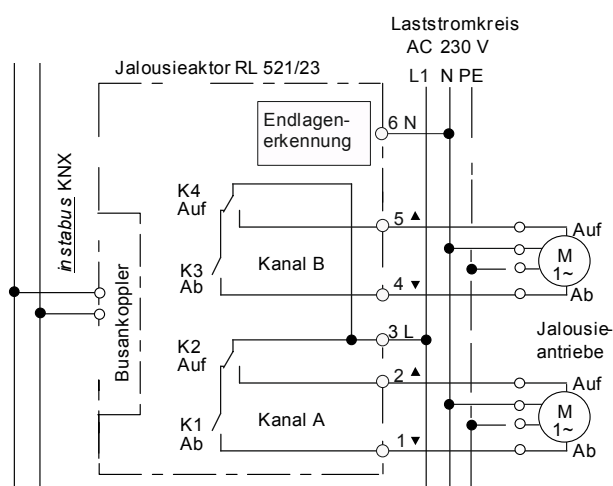 Laststromkreis
AC 230 V
Jalousieaktor RL 521/23
L1 N PE
Endlagen-
erkennung
6 N
instabus KNX
K4
Auf
5 ▲
Auf
K3
Ab
Kanal B
M
1~
4 ▼
Ab
Busankoppler
3 L
Jalousie-
antriebe
K2
Auf
2 ▲
Auf
K1
Ab
Kanal A
M
1~
1 ▼
Ab